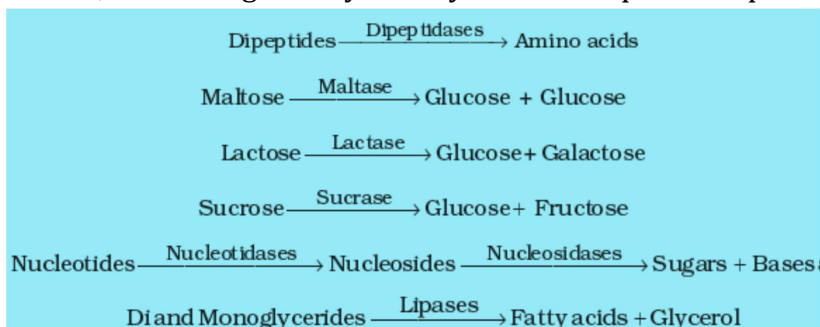 Dipeptides Dipeptidases → Amino acids
Maltose Maltase → Glucose + Glucose
Lactose Lactase → Glucose+ Galactose
Sucrose Sucrase → Glucose+ Fructose
Nucleotides Nucleotidases → Nucleosides Nucleosidases → Sugars + Bases
Di and Monoglycerides Lipases → Fatty acids + Glycerol